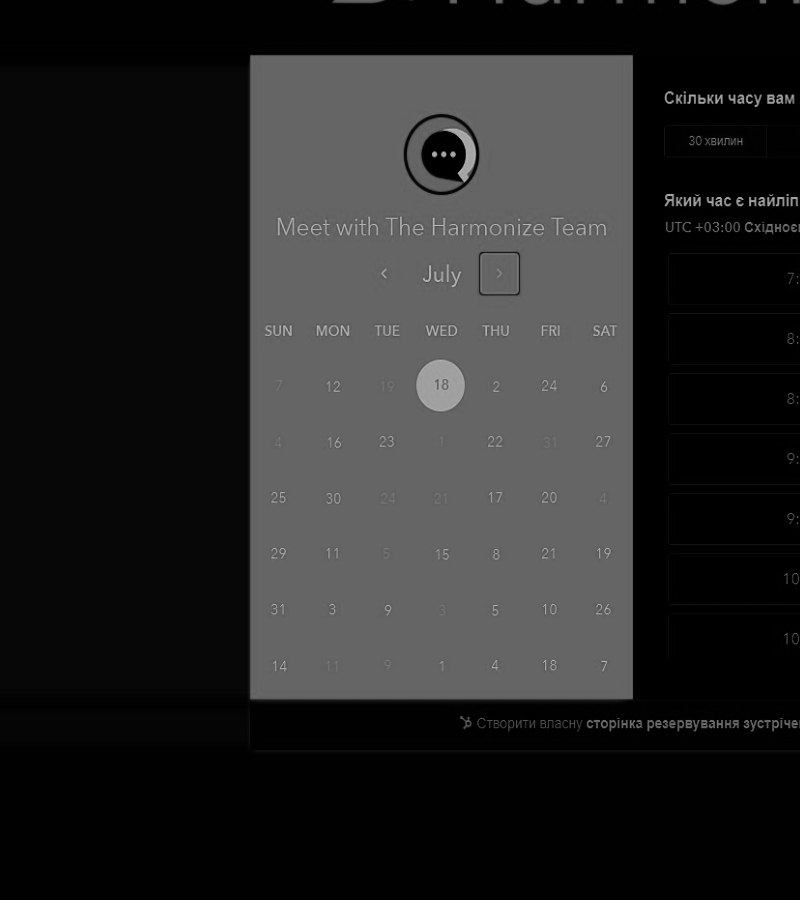 Meet with The Harmonize Team
July
SUN MON TUE WED THU FRI SAT
7 12 19 18 2 24 6
4 16 23 1 22 31 27
25 30 24 21 17 20 4
29 11 5 15 8 21 19
31 3 9 3 5 10 26
14 11 9 1 4 18 7
Скільки часу вам
30 хвилин
Який час є найліп
UTC +03:00 Східноє
7:
8:
8:
9:
9:
10
10
Створити власну сторінка резервування зустріче